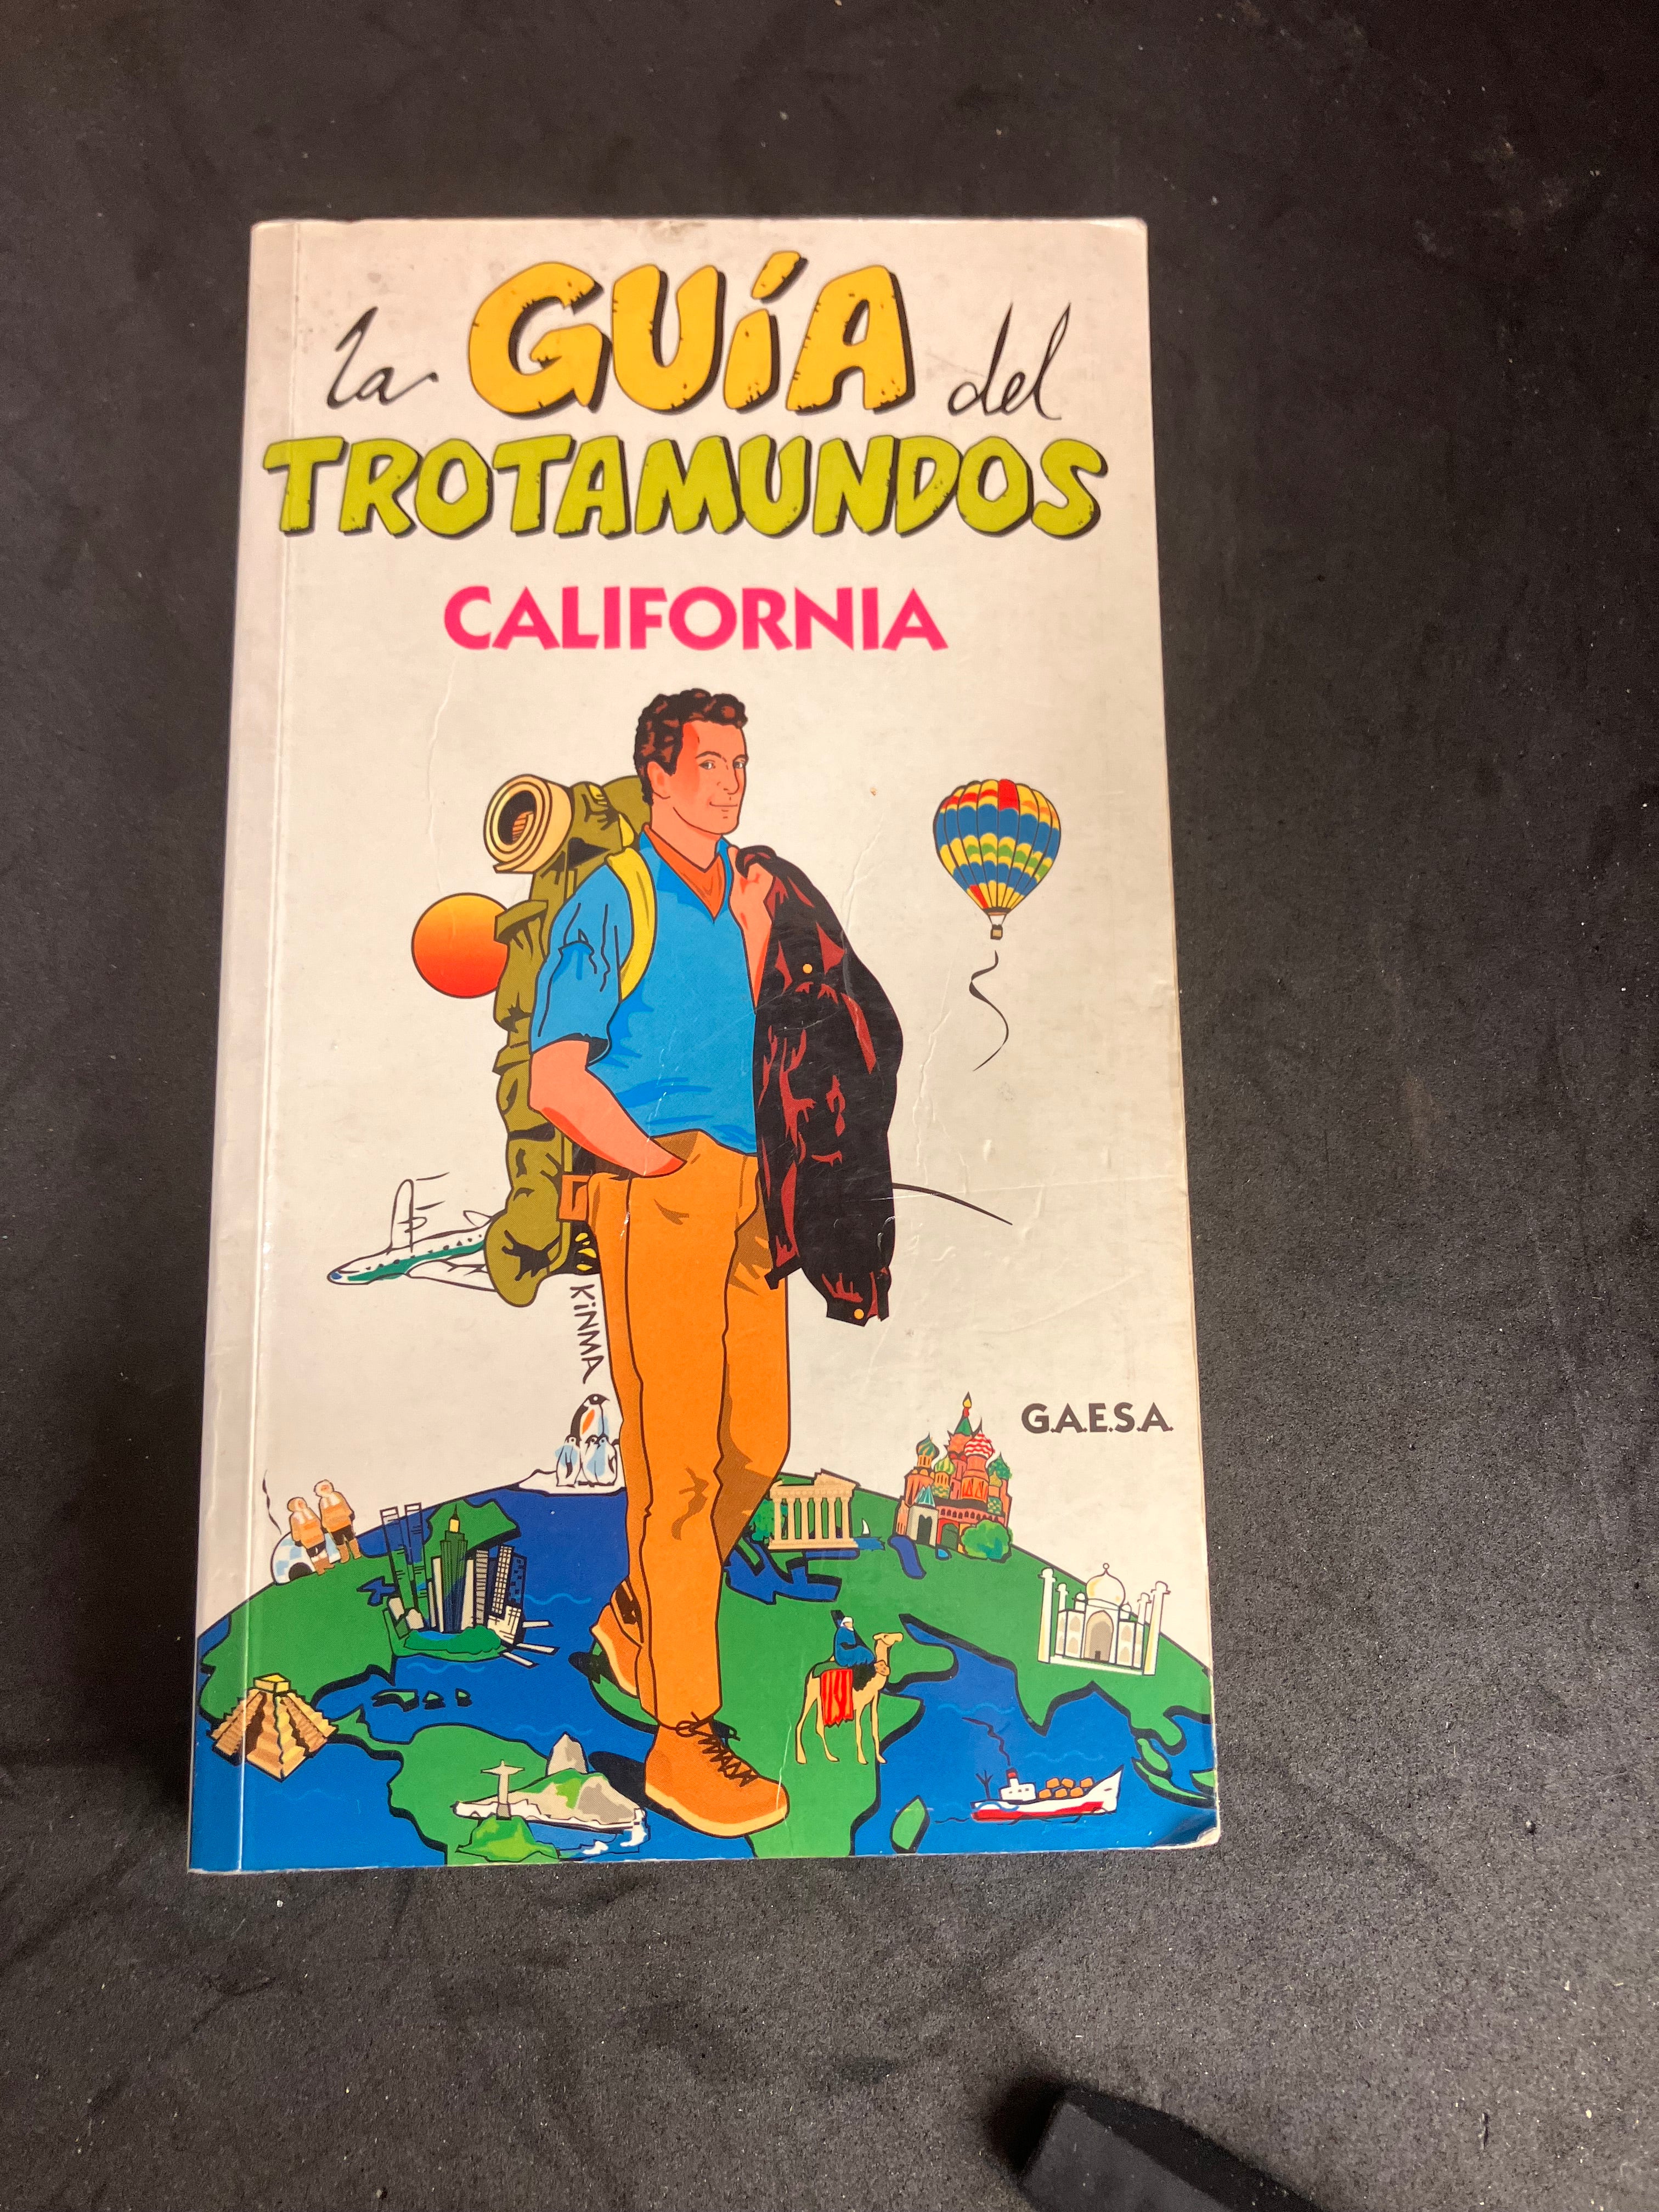 la GUÍA del
TROTAMUNDOS
CALIFORNIA
KiNMA
G.A.E.S.A.